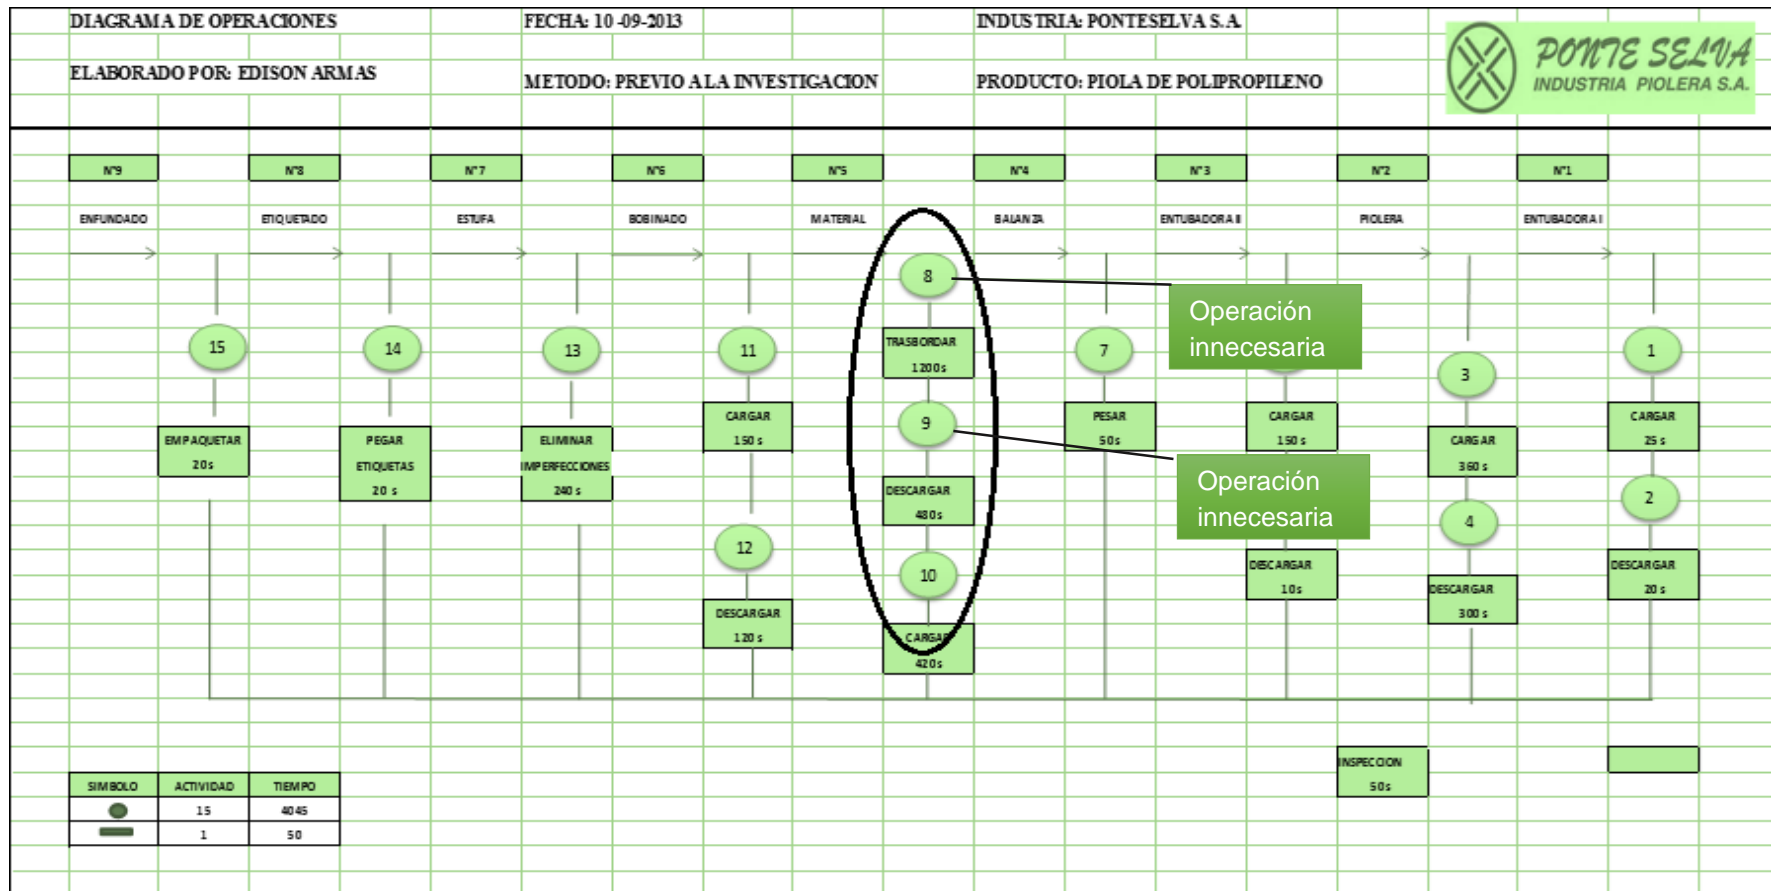 DIAGRAMA DE OPERACIONES
FECHA: 10 -09-2013
INDUSTRIA: PONTESELVA S.A.
ELABORADO POR: EDISON ARMAS
METODO: PREVIO A LA INVESTIGACION
PRODUCTO: PIOLA DE POLIPROPILENO
PONTE SELVA
INDUSTRIA PIOLERA S.A.
N°9
N°8
N°7
N°6
N°5
N°4
N°3
N°2
N°1
ENFUNDADO
ETIQUETADO
ESTUFA
BOBINADO
MATERIAL
BALANZA
ENTUBADORA II
PIOLERA
ENTUBADORA I
15
EMPAQUETAR
20s
14
PEGAR
ETIQUETAS
20 s
13
ELIMINAR
IMPERFECCIONES
240 s
11
CARGAR
150 s
12
DESCARGAR
120 s
8
TRASBORDAR
1200s
9
DESCARGAR
480s
10
CARGAR
420s
Operación
innecesaria
Operación
innecesaria
7
PESAR
50s
CARGAR
150s
DESCARGAR
10s
3
CARGAR
360s
4
DESCARGAR
300s
1
CARGAR
25s
2
DESCARGAR
20s
INSPECCION
50s
SIMBOLO
ACTIVIDAD
TIEMPO
15
4045
1
50